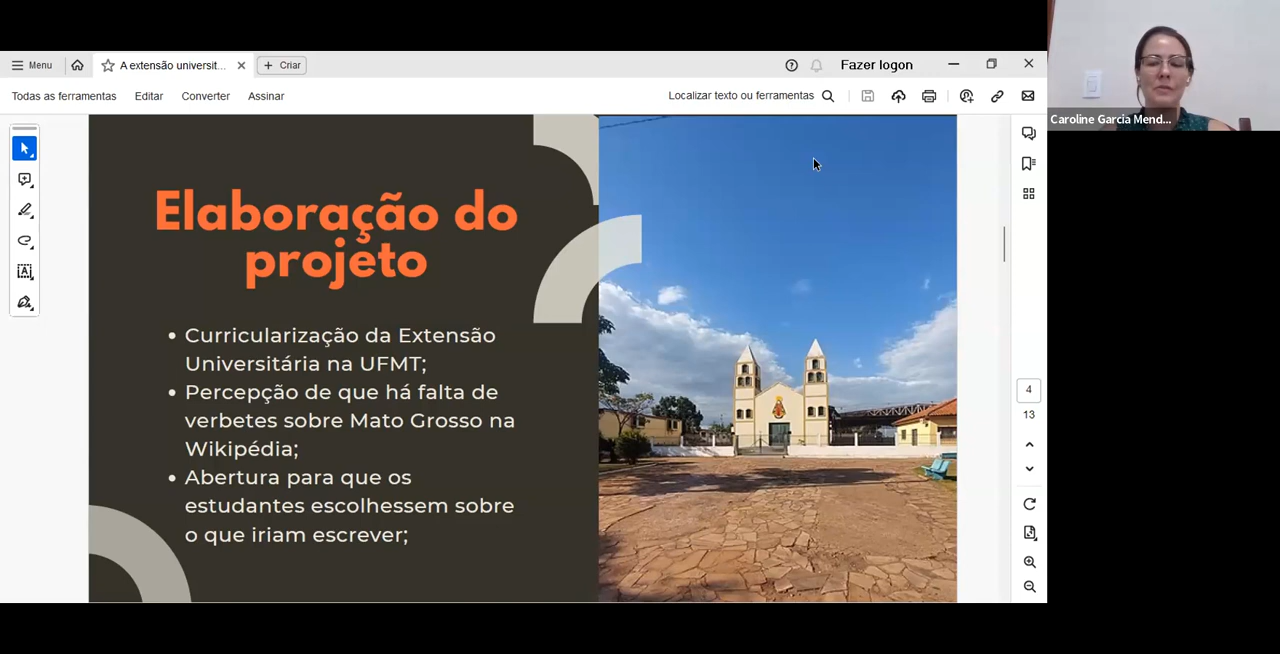 Menu
A extensão universit...
Criar
Fazer logon
Todas as ferramentas
Editar
Converter
Assinar
Localizar texto ou ferramentas
Caroline Garcia Mend...
Elaboração do
projeto
• Curricularização da Extensão
Universitária na UFMT;
• Percepção de que há falta de
verbetes sobre Mato Grosso na
Wikipédia;
• Abertura para que os
estudantes escolhessem sobre
o que iriam escrever;
4
13